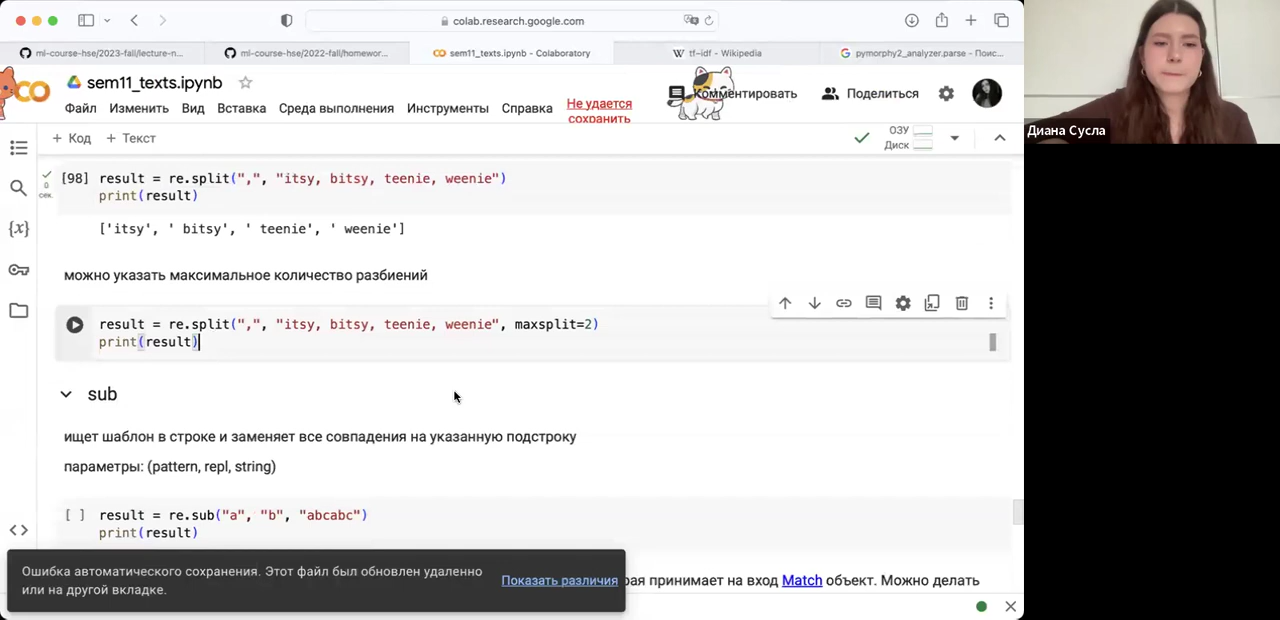 colab.research.google.com
ml-course-hse/2023-fall/lecture-n...
ml-course-hse/2022-fall/homewor...
sem11_texts.ipynb - Colaboratory
tf–idf - Wikipedia
pymorphy2_analyzer.parse - Поис...
sem11_texts.ipynb
Файл Изменить Вид Вставка Среда выполнения Инструменты Справка Не удается сохранить
Комментировать
Поделиться
Диана Сусла
+ Код + Текст
ОЗУ
Диск
[98] result = re.split(",", "itsy, bitsy, teenie, weenie")
print(result)
сек.
['itsy', ' bitsy', ' teenie', ' weenie']
можно указать максимальное количество разбиений
result = re.split(",", "itsy, bitsy, teenie, weenie", maxsplit=2)
print(result)
sub
ищет шаблон в строке и заменяет все совпадения на указанную подстроку
параметры: (pattern, repl, string)
[ ] result = re.sub("a", "b", "abcabc")
print(result)
Ошибка автоматического сохранения. Этот файл был обновлен удаленно
или на другой вкладке.
Показать различия
рая принимает на вход Match объект. Можно делать